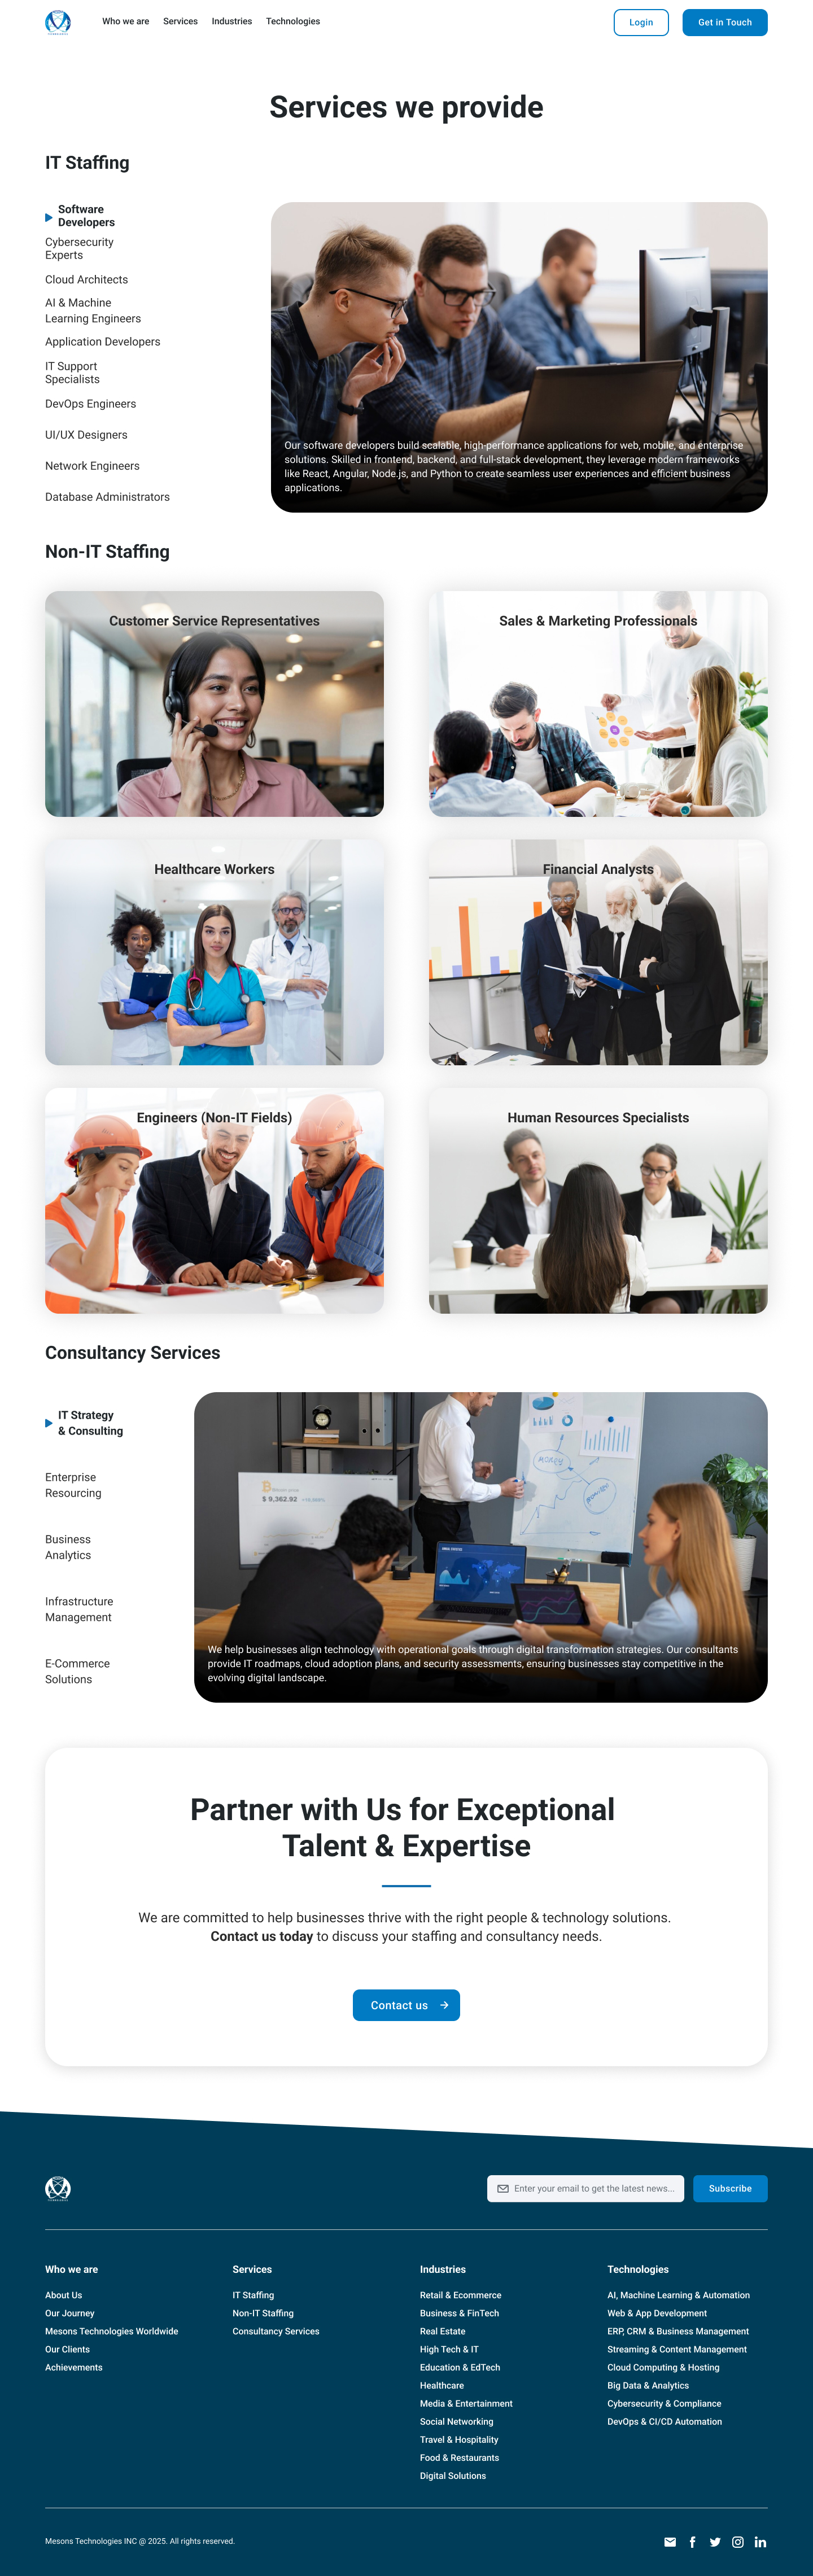 Who we are
Services
Industries
Technologies
Login
Get in Touch
Services we provide
IT Staffing
Software
Developers
Cybersecurity
Experts
Cloud Architects
AI & Machine
Learning Engineers
Application Developers
IT Support
Specialists
DevOps Engineers
UI/UX Designers
Network Engineers
Database Administrators
Our software developers build scalable, high-performance applications for web, mobile, and enterprise
solutions. Skilled in frontend, backend, and full-stack development, they leverage modern frameworks
like React, Angular, Node.js, and Python to create seamless user experiences and efficient business
applications.
Non-IT Staffing
Customer Service Representatives
Sales & Marketing Professionals
Healthcare Workers
Financial Analysts
Engineers (Non-IT Fields)
Human Resources Specialists
Consultancy Services
IT Strategy
& Consulting
Enterprise
Resourcing
Business
Analytics
Infrastructure
Management
E-Commerce
Solutions
$ 9,362.92
money
We help businesses align technology with operational goals through digital transformation strategies. Our consultants
provide IT roadmaps, cloud adoption plans, and security assessments, ensuring businesses stay competitive in the
evolving digital landscape.
Partner with Us for Exceptional
Talent & Expertise
We are committed to help businesses thrive with the right people & technology solutions.
Contact us today to discuss your staffing and consultancy needs.
Contact us
Enter your email to get the latest news...
Subscribe
Who we are
About Us
Our Journey
Mesons Technologies Worldwide
Our Clients
Achievements
Services
IT Staffing
Non-IT Staffing
Consultancy Services
Industries
Retail & Ecommerce
Business & FinTech
Real Estate
High Tech & IT
Education & EdTech
Healthcare
Media & Entertainment
Social Networking
Travel & Hospitality
Food & Restaurants
Digital Solutions
Technologies
AI, Machine Learning & Automation
Web & App Development
ERP, CRM & Business Management
Streaming & Content Management
Cloud Computing & Hosting
Big Data & Analytics
Cybersecurity & Compliance
DevOps & CI/CD Automation
Mesons Technologies INC @ 2025. All rights reserved.